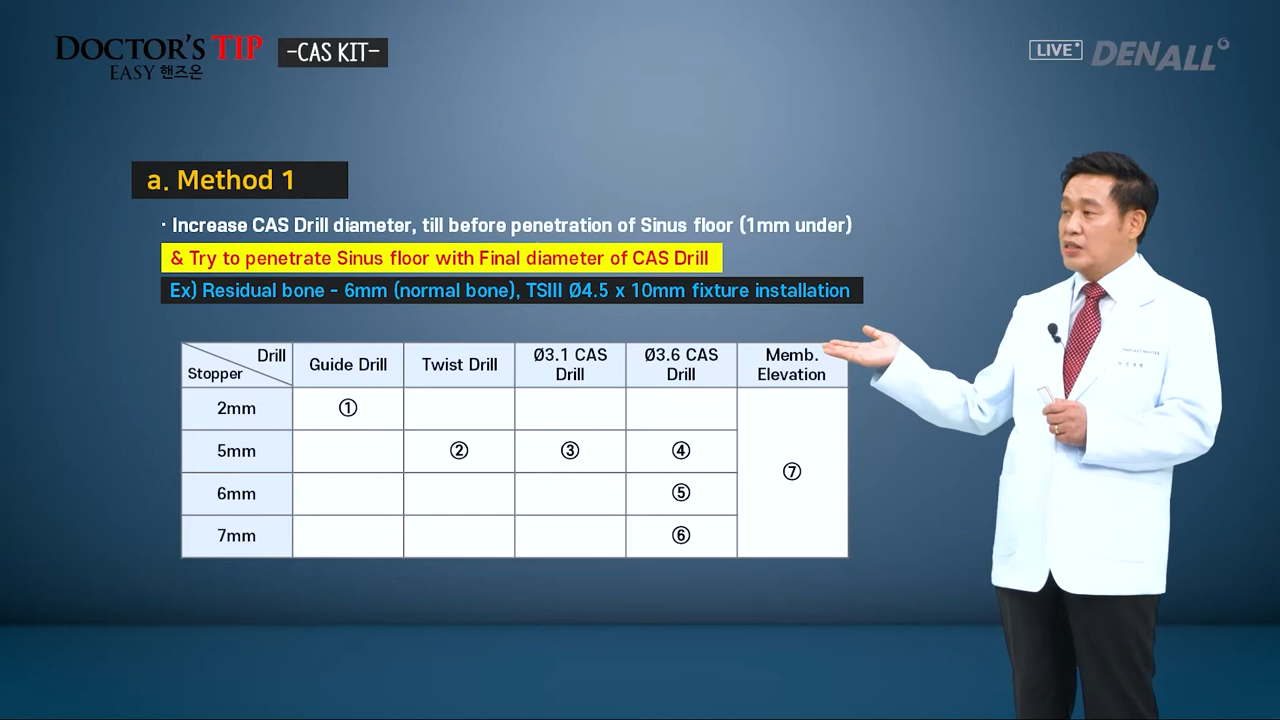 DOCTOR'S TIP
EASY 핸즈온
-CAS KIT-
LIVE
DENALL
a. Method 1
· Increase CAS Drill diameter, till before penetration of Sinus floor (1mm under)
& Try to penetrate Sinus floor with Final diameter of CAS Drill
Ex) Residual bone - 6mm (normal bone), TSIII Ø4.5 x 10mm fixture installation
Drill
Stopper
Guide Drill
Twist Drill
Ø3.1 CAS
Drill
Ø3.6 CAS
Drill
Memb.
Elevation
2mm ①
5mm ② ③ ④
6mm ⑤
7mm ⑥
⑦